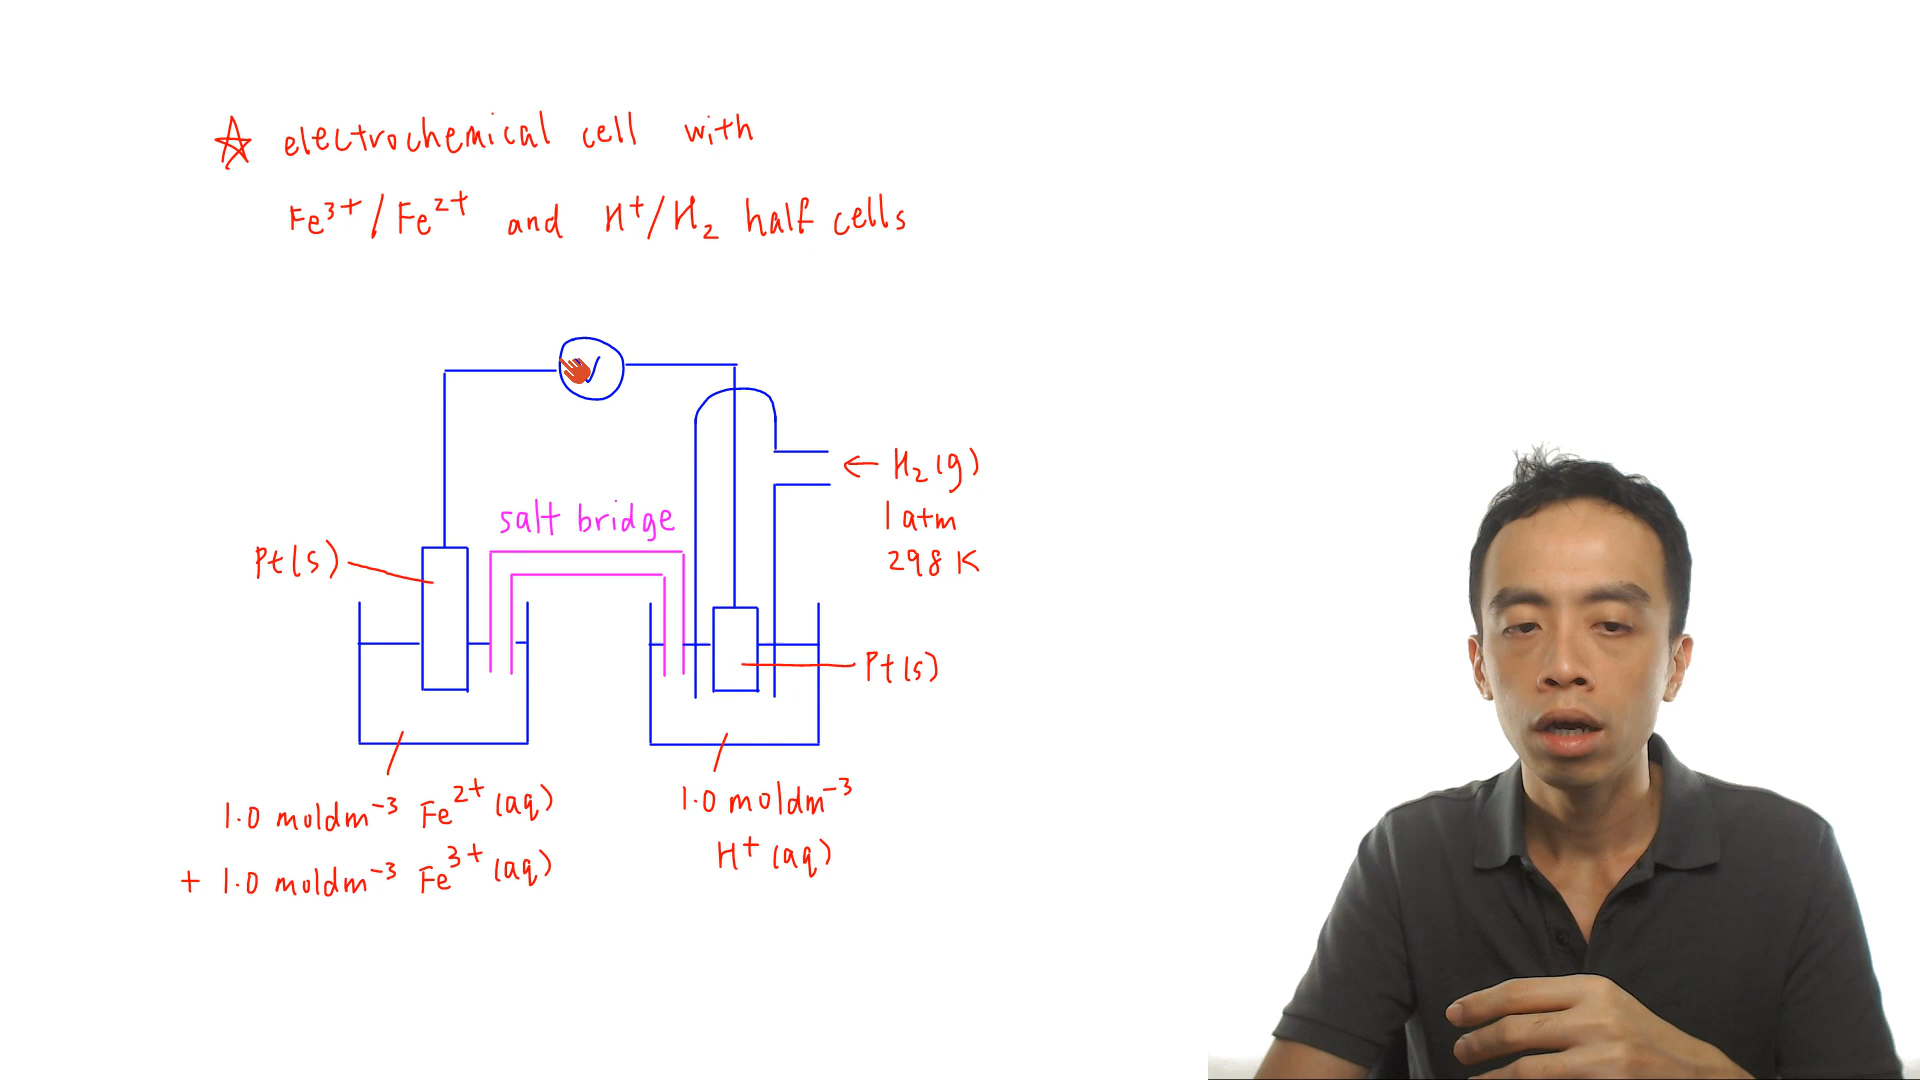 ☆ electrochemical cell with
Fe³⁺/Fe²⁺ and H⁺/H₂ half cells
V
← H₂(g)
1 atm
298 K
salt bridge
Pt(s)
Pt(s)
1.0 moldm⁻³ Fe²⁺(aq)
+ 1.0 moldm⁻³ Fe³⁺(aq)
1.0 moldm⁻³
H⁺(aq)